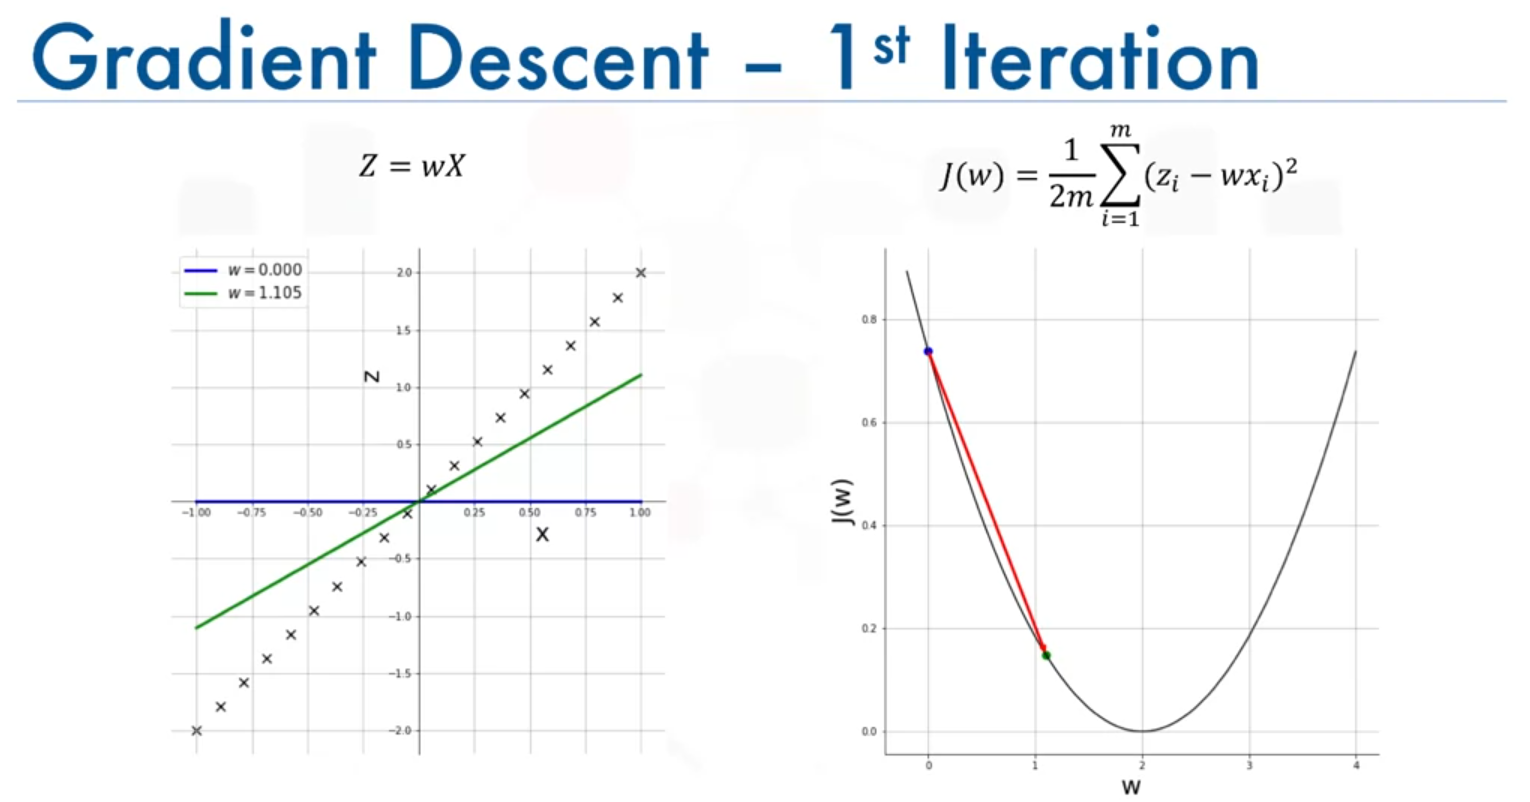 Gradient Descent – 1st Iteration
Z = wX
J(w) = \frac{1}{2m} \sum_{i=1}^{m} (z_i − wx_i)^2
w = 0.000
w = 1.105
2.0
1.5
Z
1.0
0.5
−1.00 −0.75 −0.50 −0.25 0.25 0.50 0.75 1.00
X
−0.5
−1.0
−1.5
−2.0
0.8
0.6
J(w)
0.4
0.2
0.0
0 1 2 3 4
w